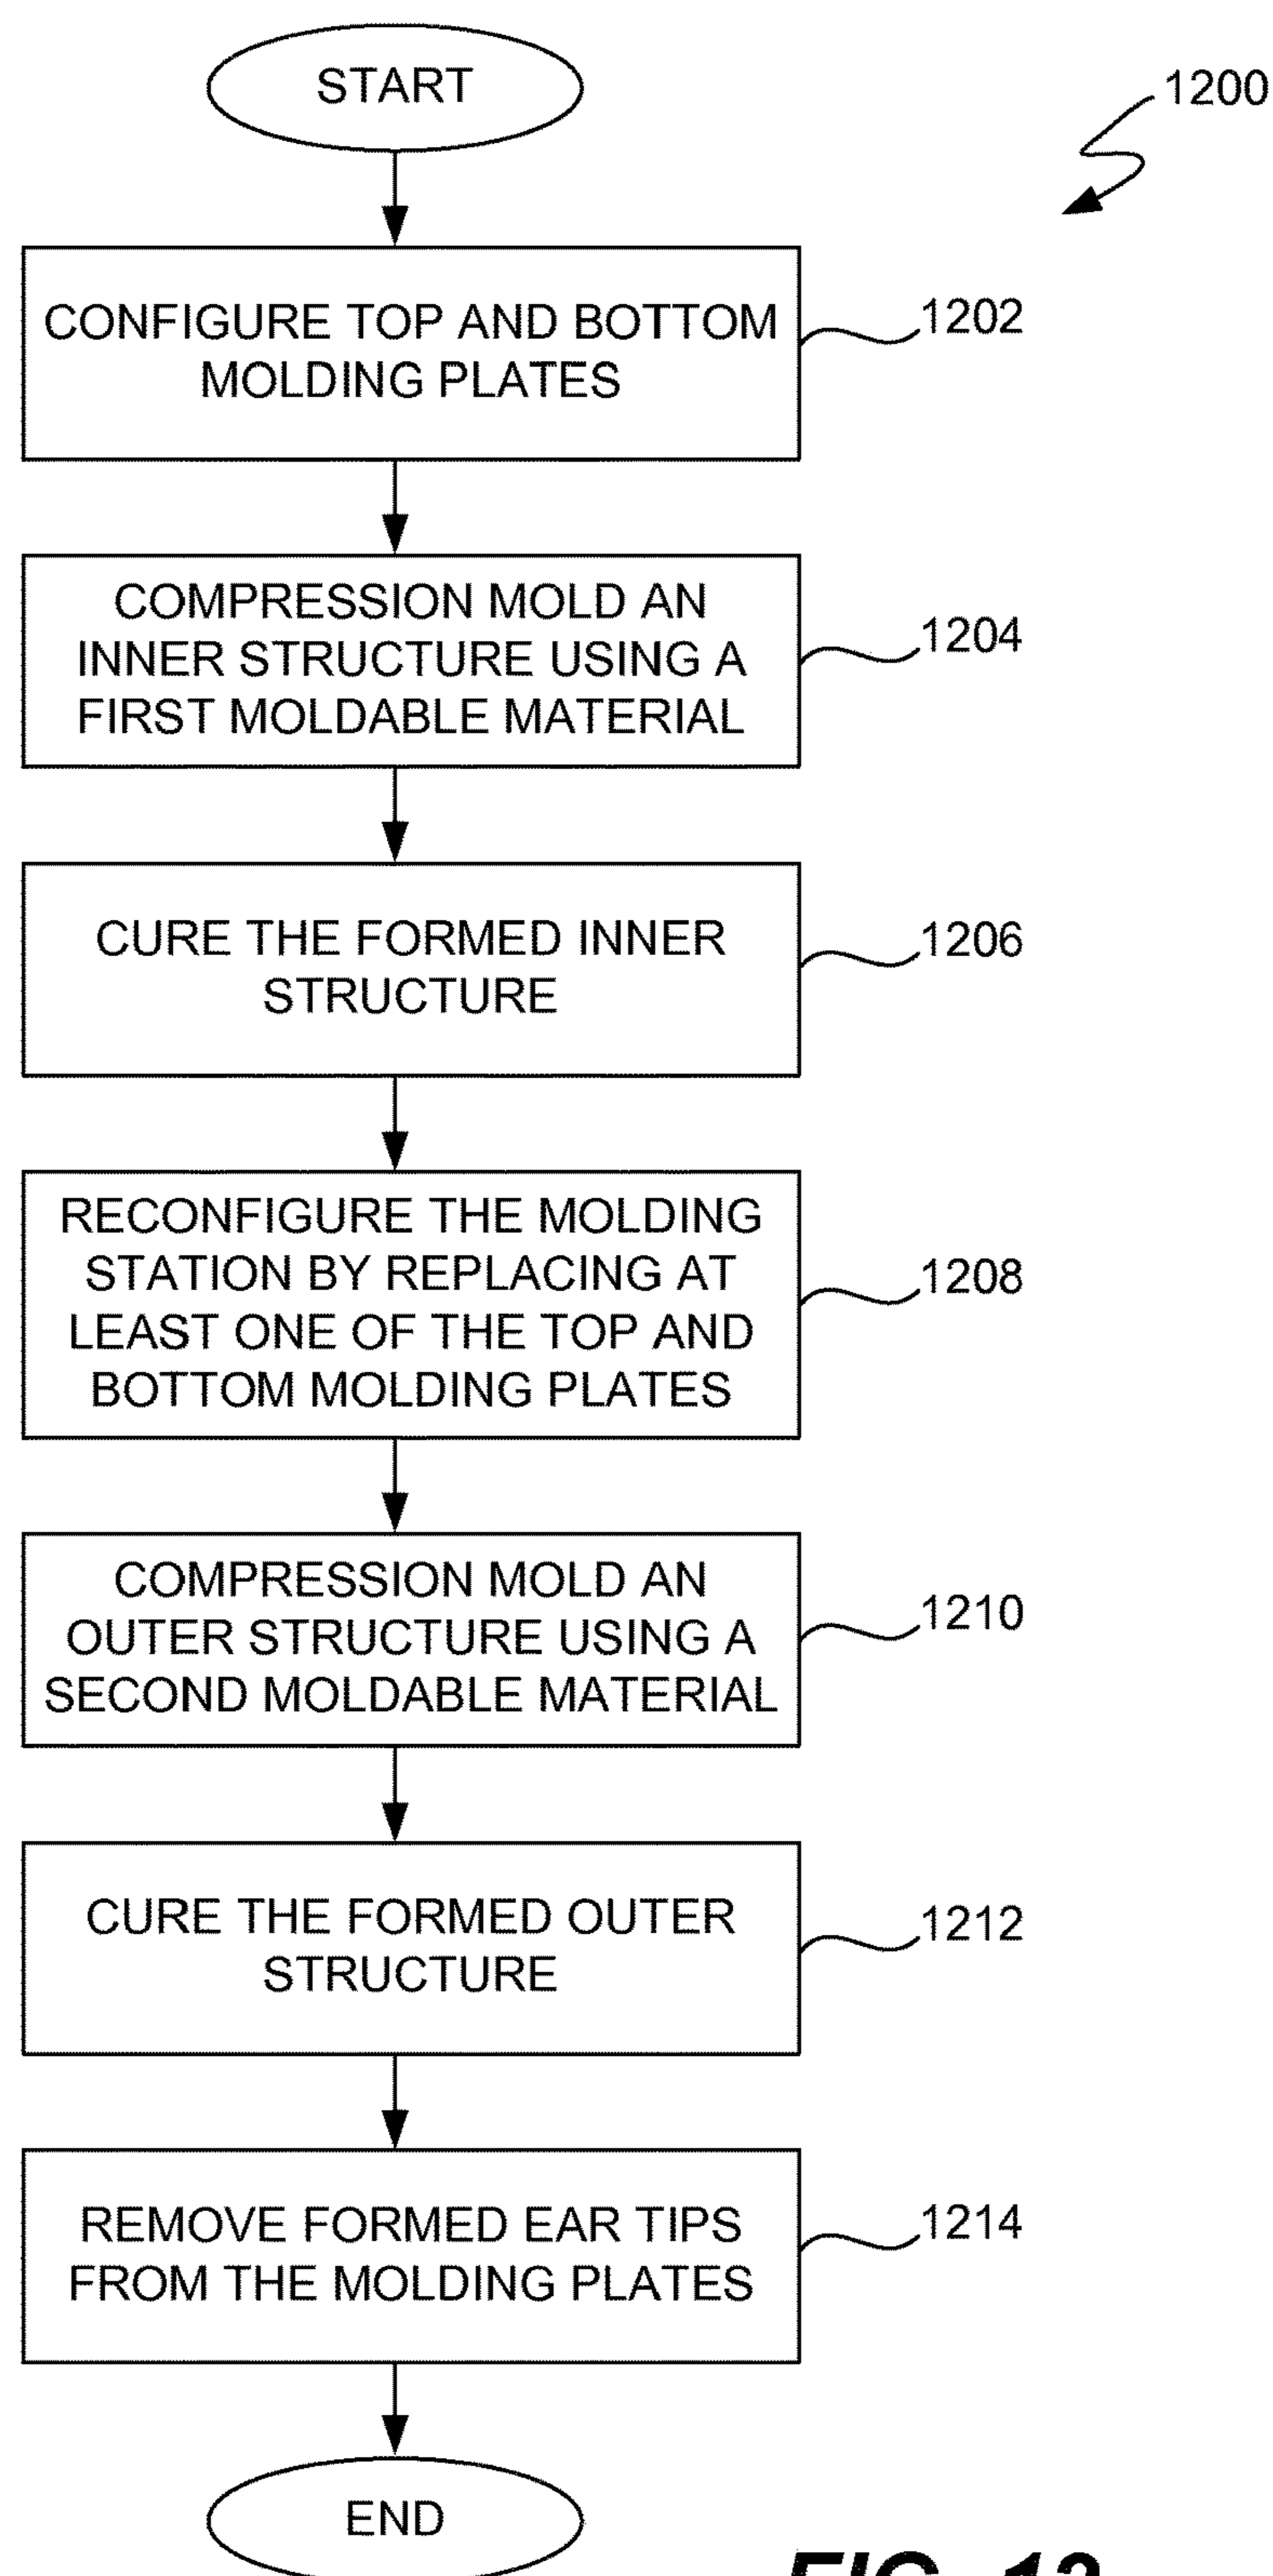 START
1200
CONFIGURE TOP AND BOTTOM
MOLDING PLATES
1202
COMPRESSION MOLD AN
INNER STRUCTURE USING A
FIRST MOLDABLE MATERIAL
1204
CURE THE FORMED INNER
STRUCTURE
1206
RECONFIGURE THE MOLDING
STATION BY REPLACING AT
LEAST ONE OF THE TOP AND
BOTTOM MOLDING PLATES
1208
COMPRESSION MOLD AN
OUTER STRUCTURE USING A
SECOND MOLDABLE MATERIAL
1210
CURE THE FORMED OUTER
STRUCTURE
1212
REMOVE FORMED EAR TIPS
FROM THE MOLDING PLATES
1214
END
FIG. 12